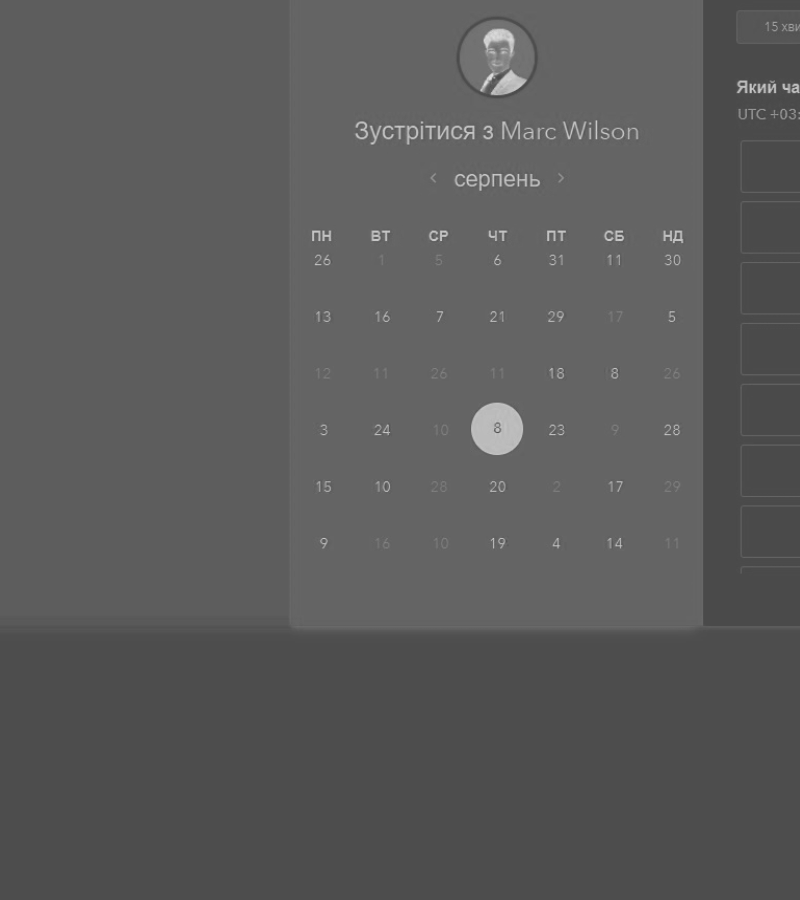 15 хви
Який ча
UTC +03:
Зустрітися з Marc Wilson
серпень
ПН ВТ СР ЧТ ПТ СБ НД
26 1 5 6 31 11 30
13 16 7 21 29 17 5
12 11 26 11 18 8 26
3 24 10 8 23 9 28
15 10 28 20 2 17 29
9 16 10 19 4 14 11